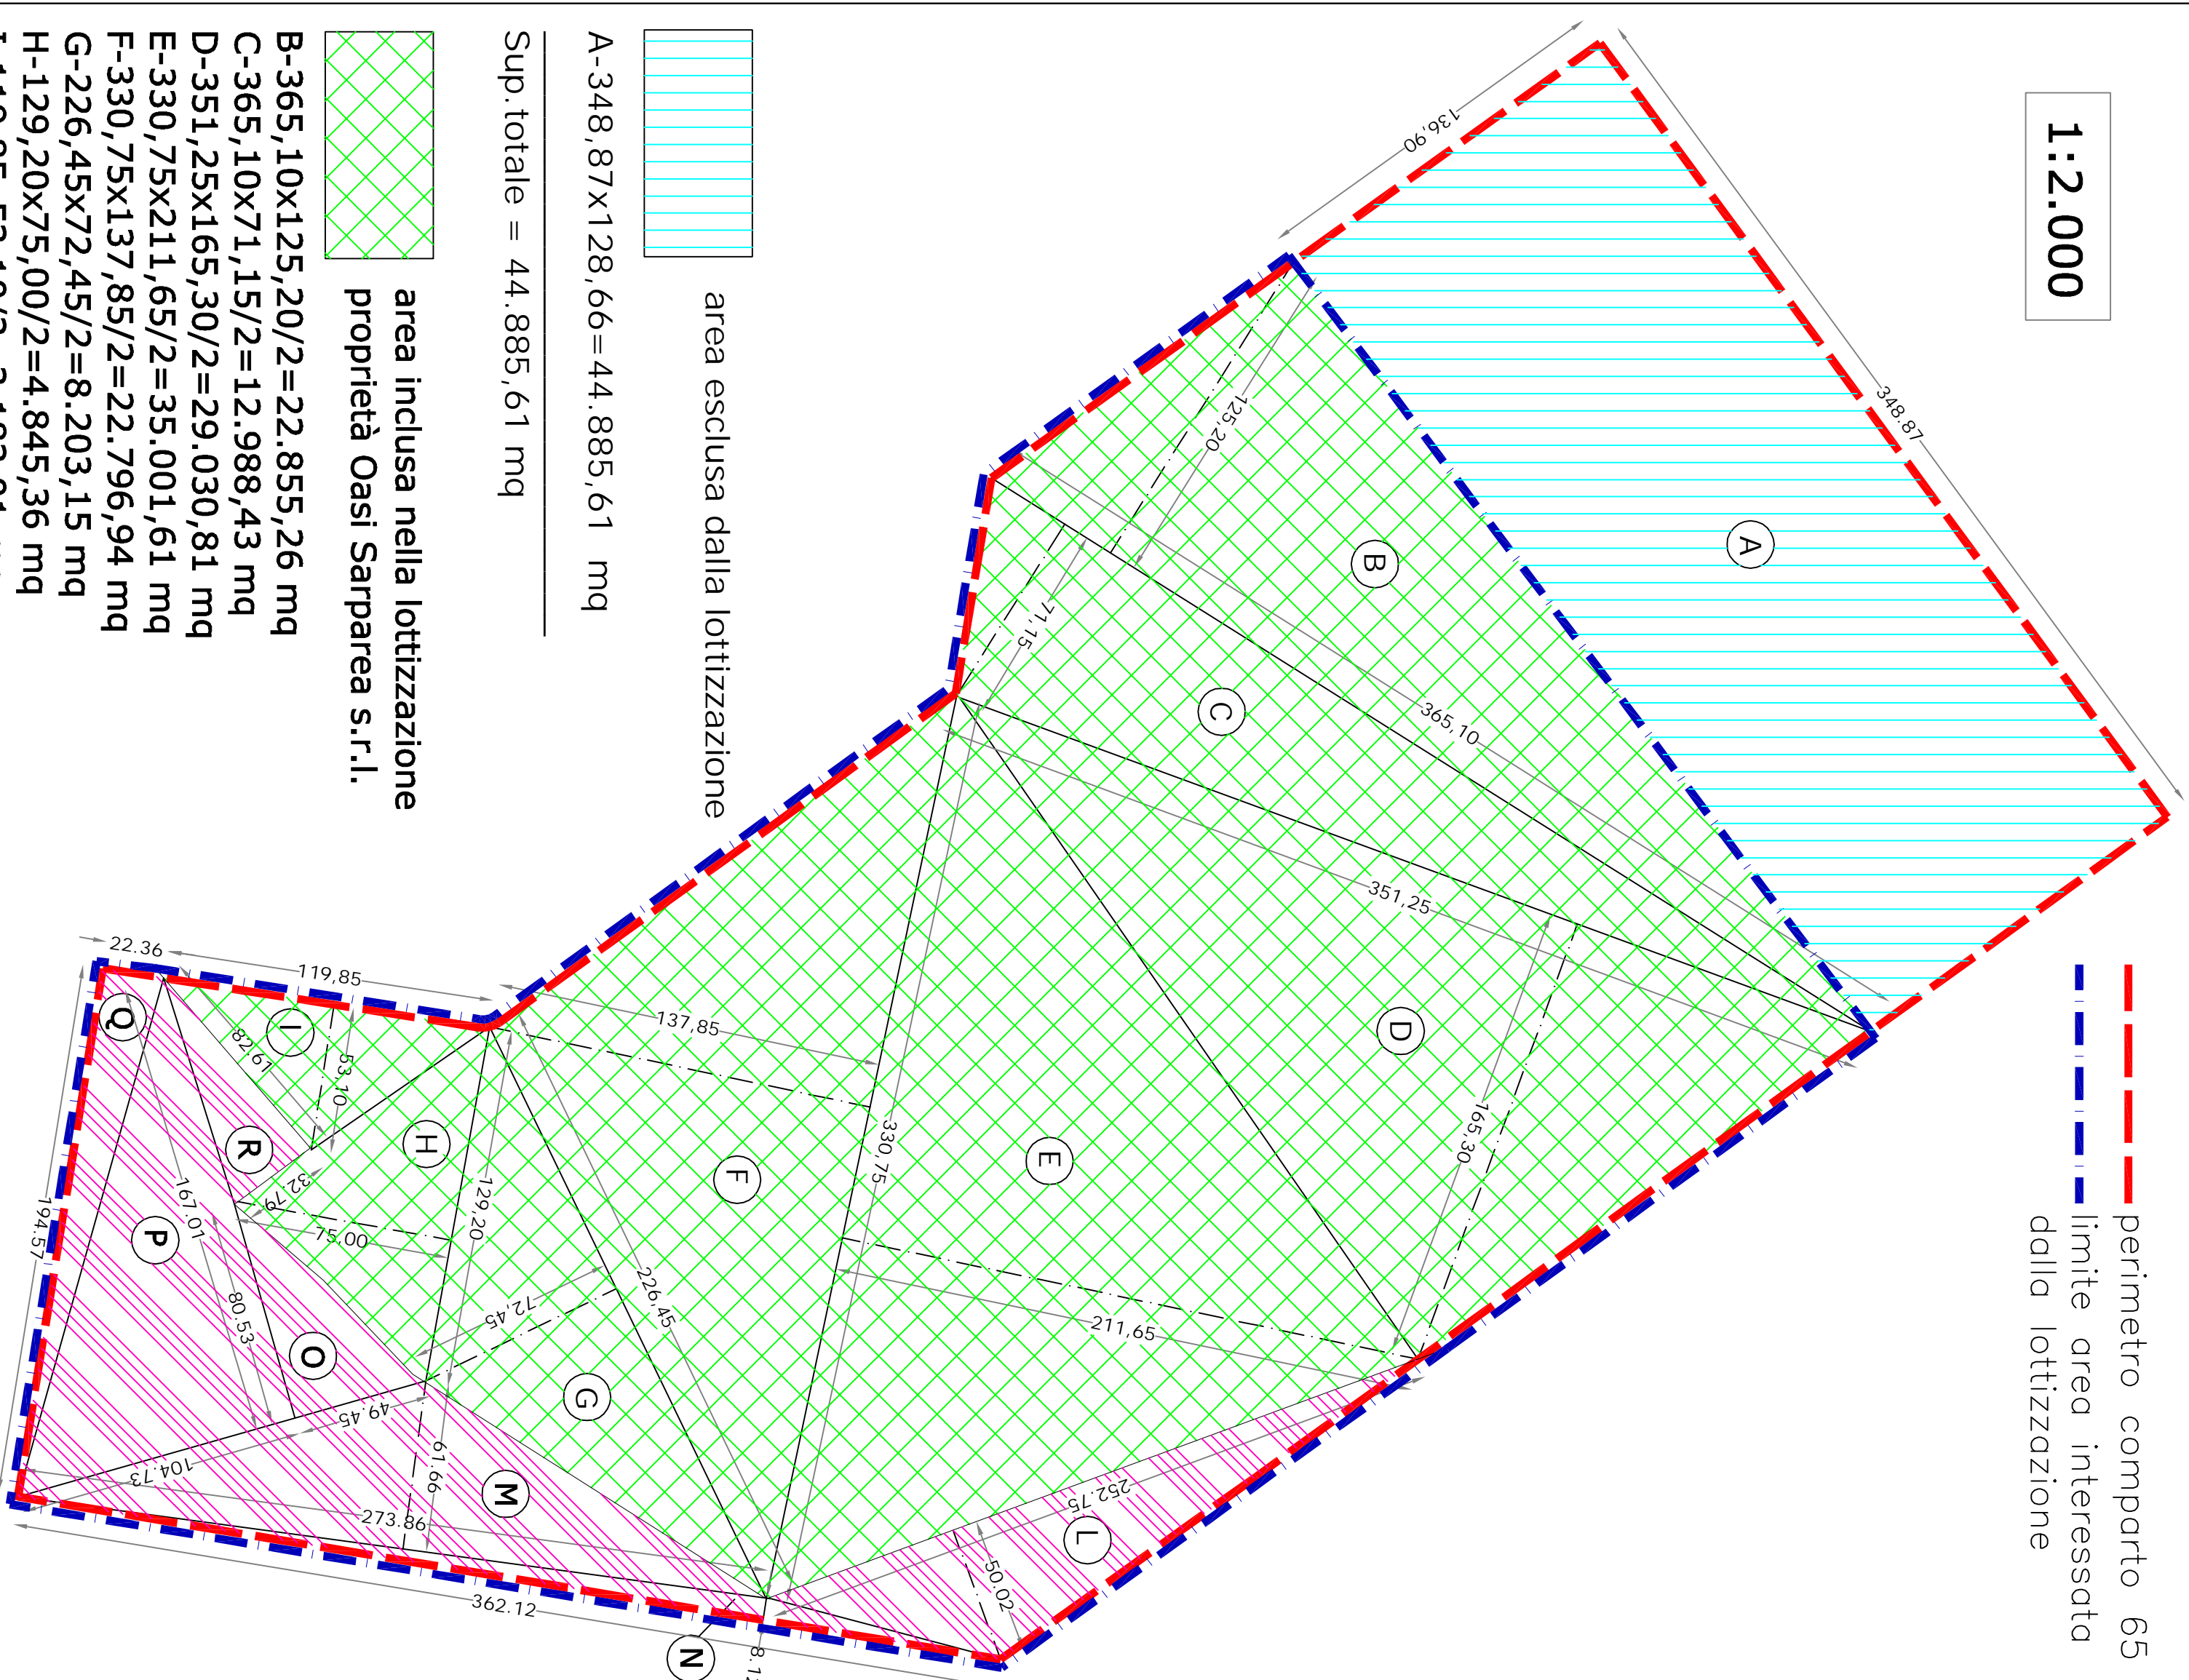 1:2.000
perimetro comparto 65
limite area interessata
dalla lottizzazione
348.87
136,90
A
B
125,20
365,10
C
71,15
351,25
D
165,30
E
330,75
211,65
F
137,85
226,45
G
72,45
H
129,20
75,00
I
119,85
53,10
82.61
22.36
Q
R
32.79
P
167.01
80.53
194.57
O
49.45
104.73
M
61.66
273.86
362.12
N
L
252.75
50.02
area esclusa dalla lottizzazione
A-348,87x128,66=44.885,61 mq
Sup.totale = 44.885,61 mq
area inclusa nella lottizzazione
proprietà Oasi Sarparea s.r.l.
B-365,10x125,20/2=22.855,26 mq
C-365,10x71,15/2=12.988,43 mq
D-351,25x165,30/2=29.030,81 mq
E-330,75x211,65/2=35.001,61 mq
F-330,75x137,85/2=22.796,94 mq
G-226,45x72,45/2=8.203,15 mq
H-129,20x75,00/2=4.845,36 mq